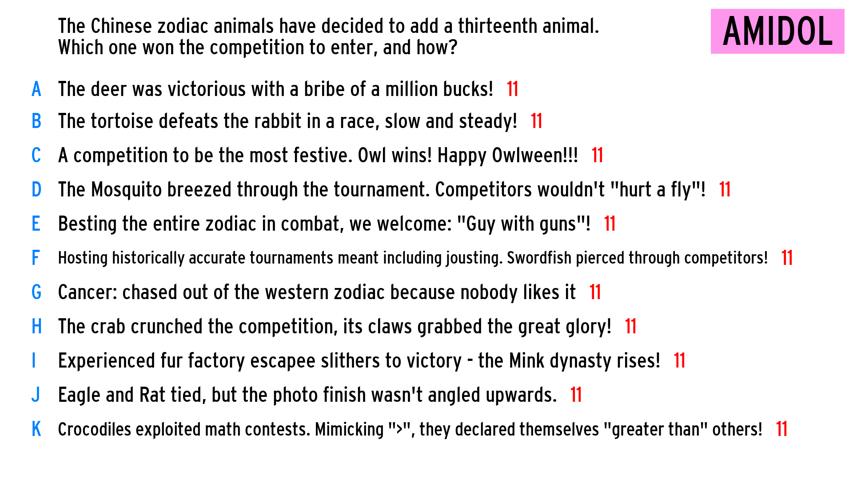 The Chinese zodiac animals have decided to add a thirteenth animal.
Which one won the competition to enter, and how?
AMIDOL
A The deer was victorious with a bribe of a million bucks! 11
B The tortoise defeats the rabbit in a race, slow and steady! 11
C A competition to be the most festive. Owl wins! Happy Owlween!!! 11
D The Mosquito breezed through the tournament. Competitors wouldn't "hurt a fly"! 11
E Besting the entire zodiac in combat, we welcome: "Guy with guns"! 11
F Hosting historically accurate tournaments meant including jousting. Swordfish pierced through competitors! 11
G Cancer: chased out of the western zodiac because nobody likes it 11
H The crab crunched the competition, its claws grabbed the great glory! 11
I Experienced fur factory escapee slithers to victory - the Mink dynasty rises! 11
J Eagle and Rat tied, but the photo finish wasn't angled upwards. 11
K Crocodiles exploited math contests. Mimicking ">", they declared themselves "greater than" others! 11